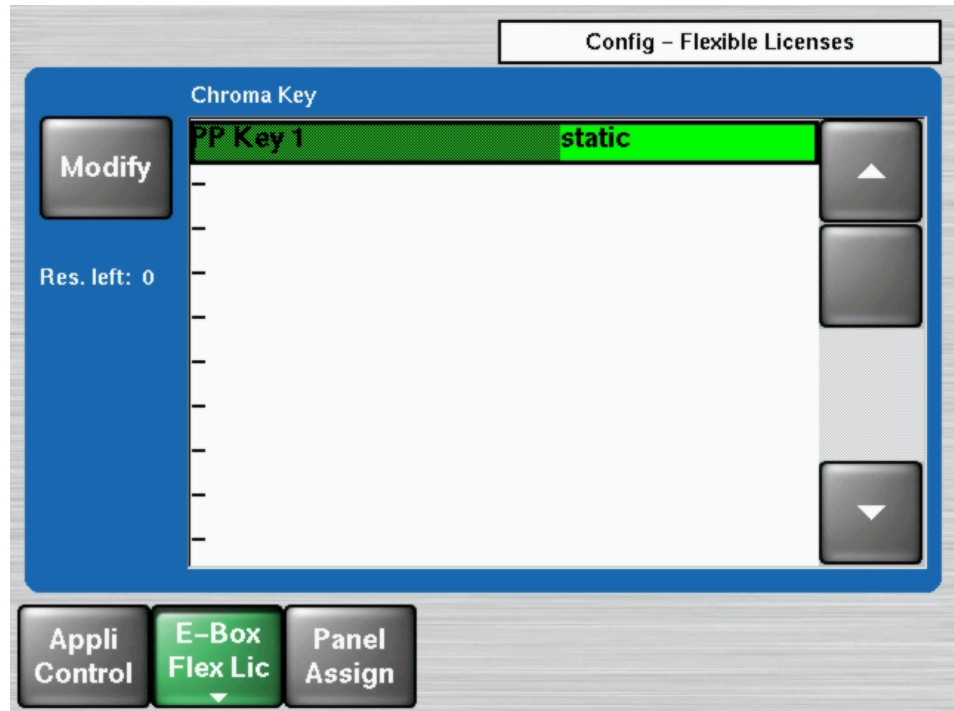 Config – Flexible Licenses
Chroma Key
Modify
PP Key 1 static
–
–
–
–
–
–
–
–
–
Res. left: 0
Appli
Control
E–Box
Flex Lic
Panel
Assign